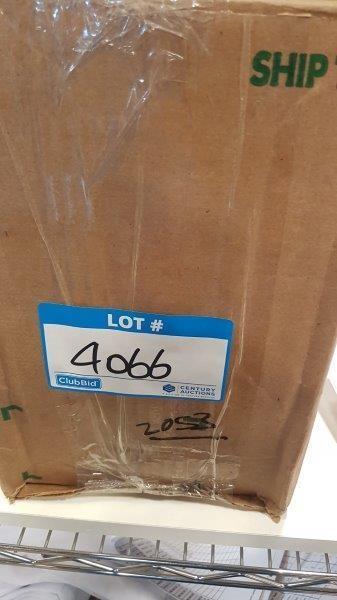 SHIP
LOT #
4066
ClubBid
CENTURY
AUCTIONS
2053